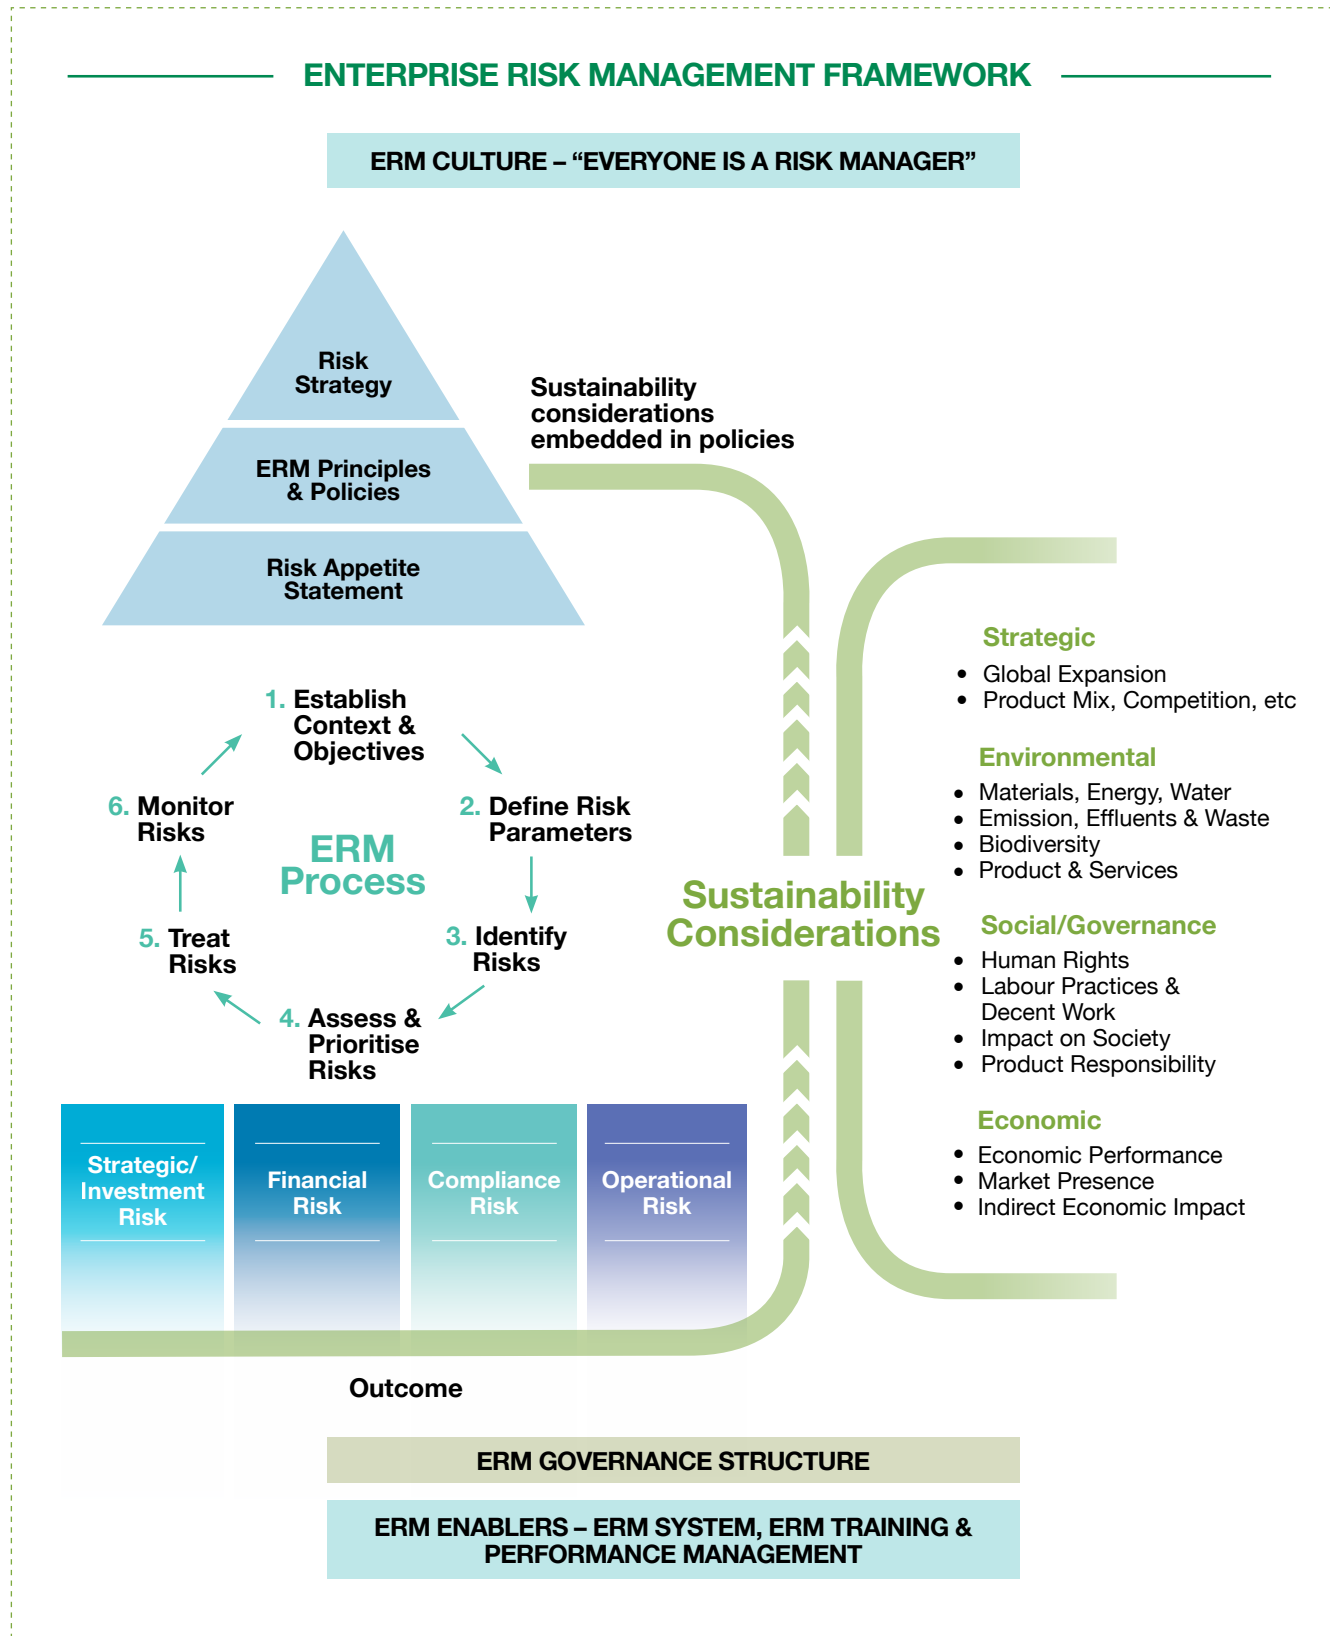 ENTERPRISE RISK MANAGEMENT FRAMEWORK
ERM CULTURE – “EVERYONE IS A RISK MANAGER”
Risk
Strategy
ERM Principles
& Policies
Risk Appetite
Statement
Sustainability
considerations
embedded in policies
1. Establish
Context &
Objectives
2. Define Risk
Parameters
3. Identify
Risks
4. Assess &
Prioritise
Risks
5. Treat
Risks
6. Monitor
Risks
ERM
Process
Sustainability
Considerations
Strategic
• Global Expansion
• Product Mix, Competition, etc
Environmental
• Materials, Energy, Water
• Emission, Effluents & Waste
• Biodiversity
• Product & Services
Social/Governance
• Human Rights
• Labour Practices &
Decent Work
• Impact on Society
• Product Responsibility
Economic
• Economic Performance
• Market Presence
• Indirect Economic Impact
Strategic/
Investment
Risk
Financial
Risk
Compliance
Risk
Operational
Risk
Outcome
ERM GOVERNANCE STRUCTURE
ERM ENABLERS – ERM SYSTEM, ERM TRAINING &
PERFORMANCE MANAGEMENT